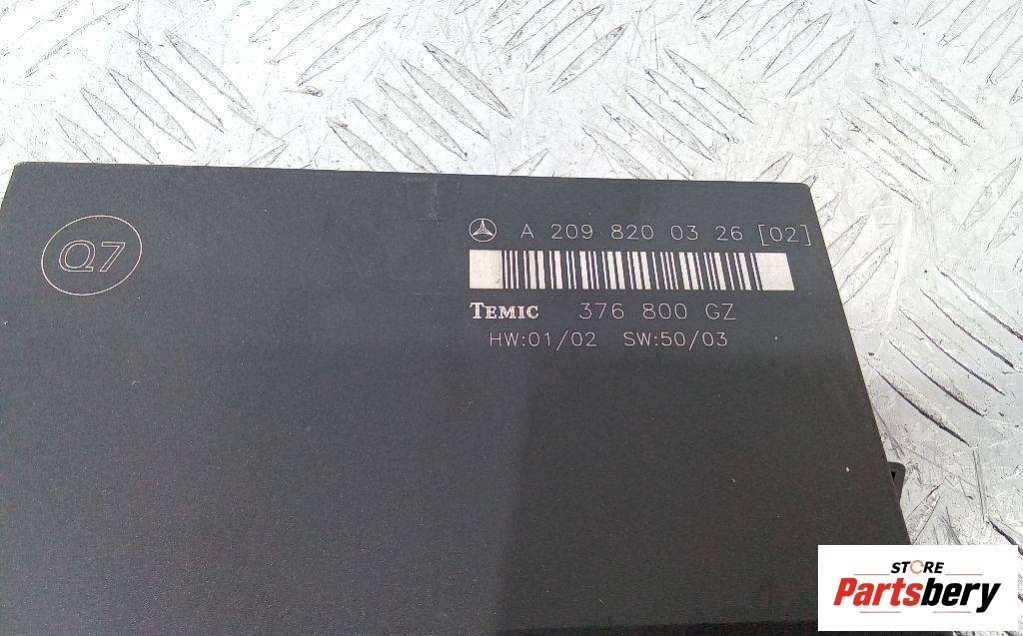 Q7
A 209 820 03 26 [02]
TEMIC 376 800 GZ
HW:01/02 SW:50/03
STORE
Partsbery